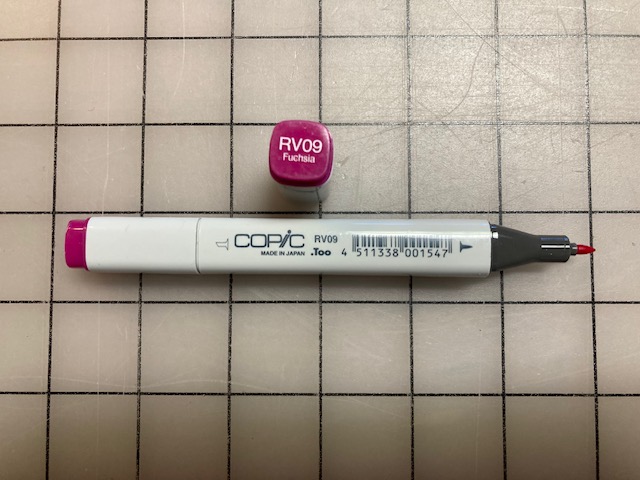 RV09
Fuchsia
COPIC RV09
MADE IN JAPAN .Too 4 511338 001547